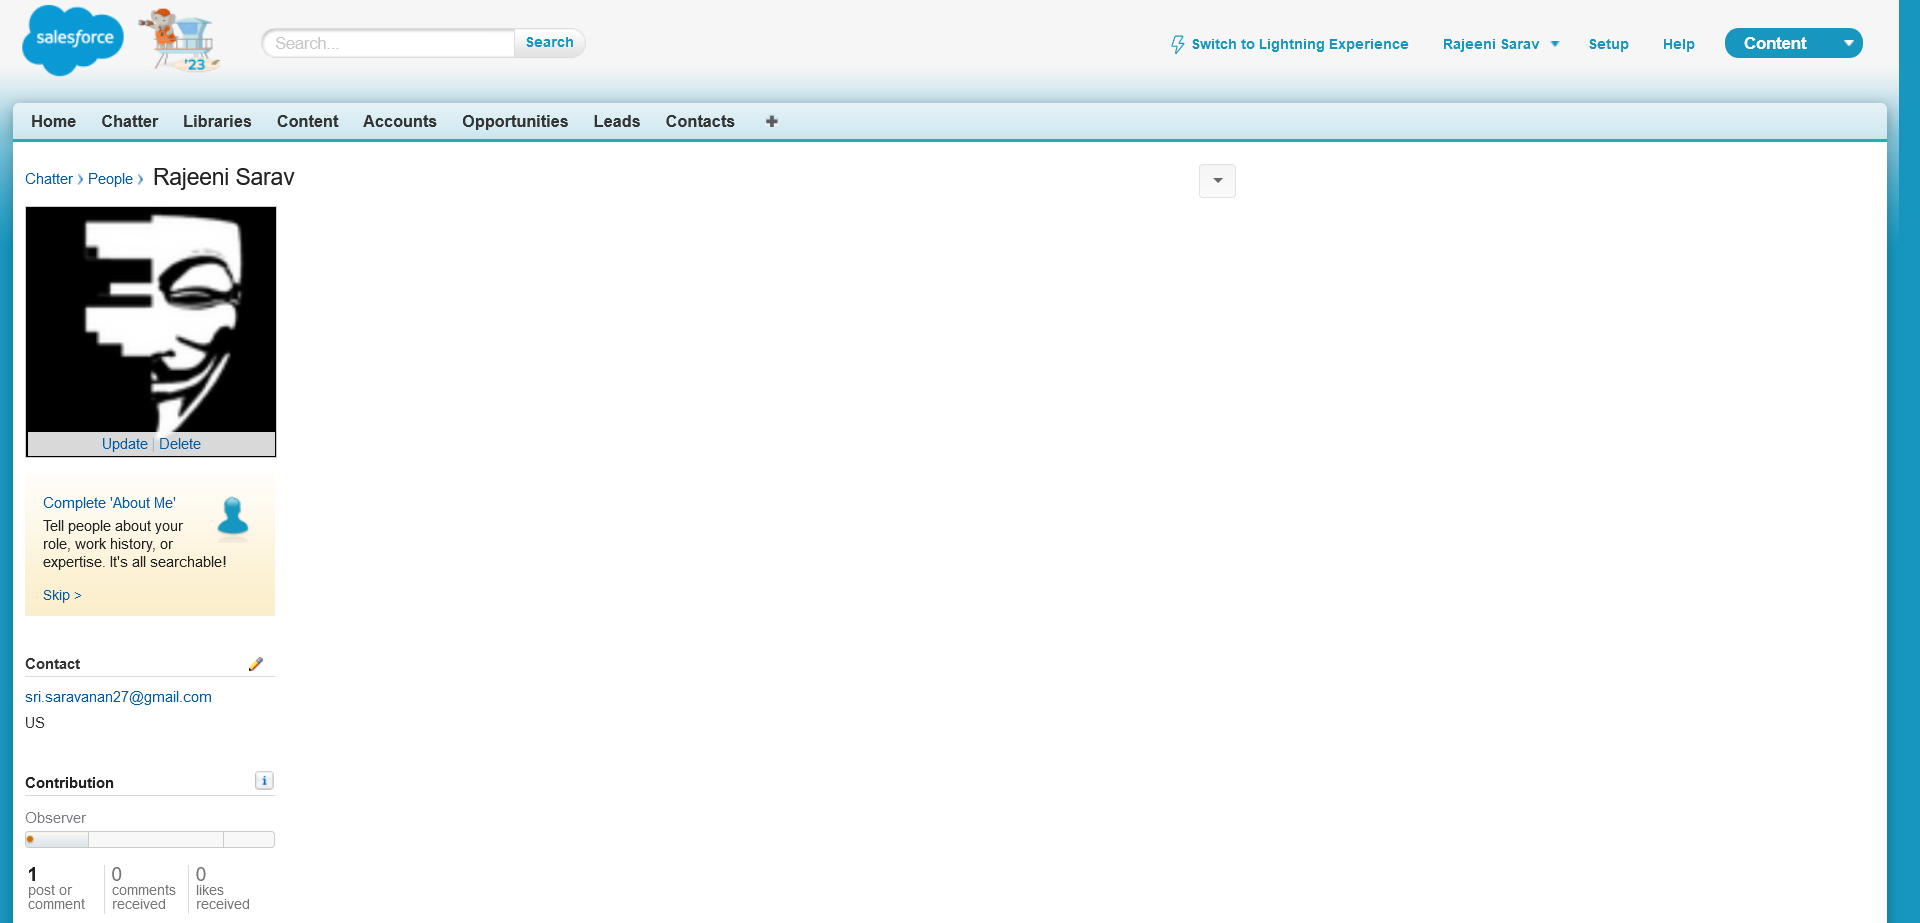 salesforce
'23
Search...
Search
Switch to Lightning Experience
Rajeeni Sarav
Setup
Help
Content
Home
Chatter
Libraries
Content
Accounts
Opportunities
Leads
Contacts
Chatter
People
Rajeeni Sarav
Update | Delete
Complete 'About Me'
Tell people about your
role, work history, or
expertise. It's all searchable!
Skip >
Contact
sri.saravanan27@gmail.com
US
Contribution
i
Observer
1
post or
comment
0
comments
received
0
likes
received